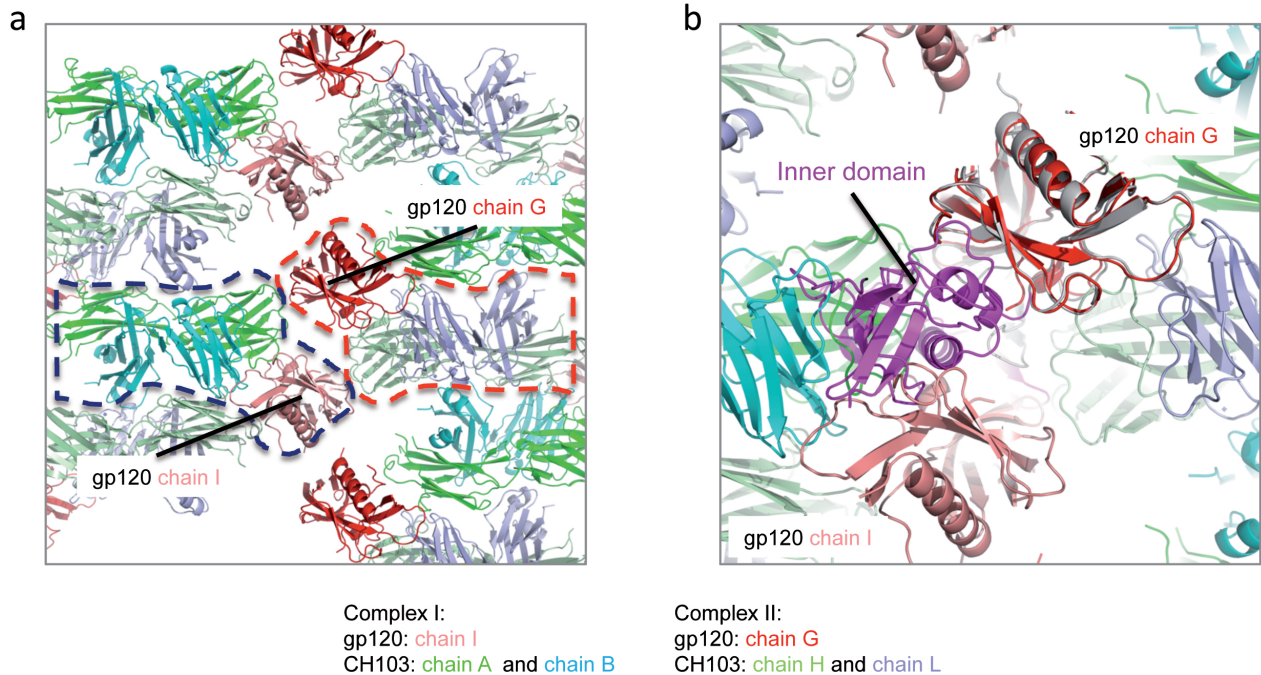 a
b
gp120 chain G
Inner domain
gp120 chain G
gp120 chain I
gp120 chain I
Complex I:
gp120: chain I
CH103: chain A and chain B
Complex II:
gp120: chain G
CH103: chain H and chain L